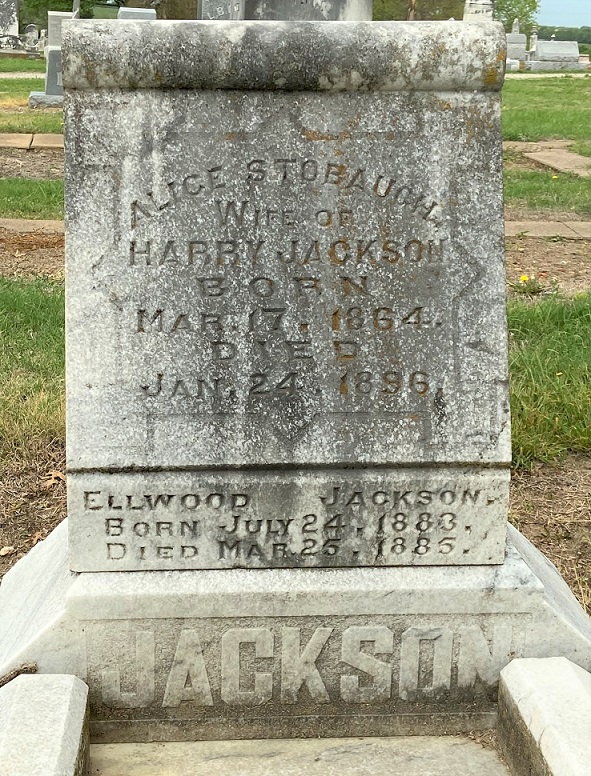 ALICE STOBAUGH.
WIFE OF
HARRY JACKSON
BORN
MAR. 17. 1864.
DIED
JAN. 24. 1896.
ELLWOOD JACKSON.
BORN JULY 24. 1883.
DIED MAR. 25. 1885.
JACKSON